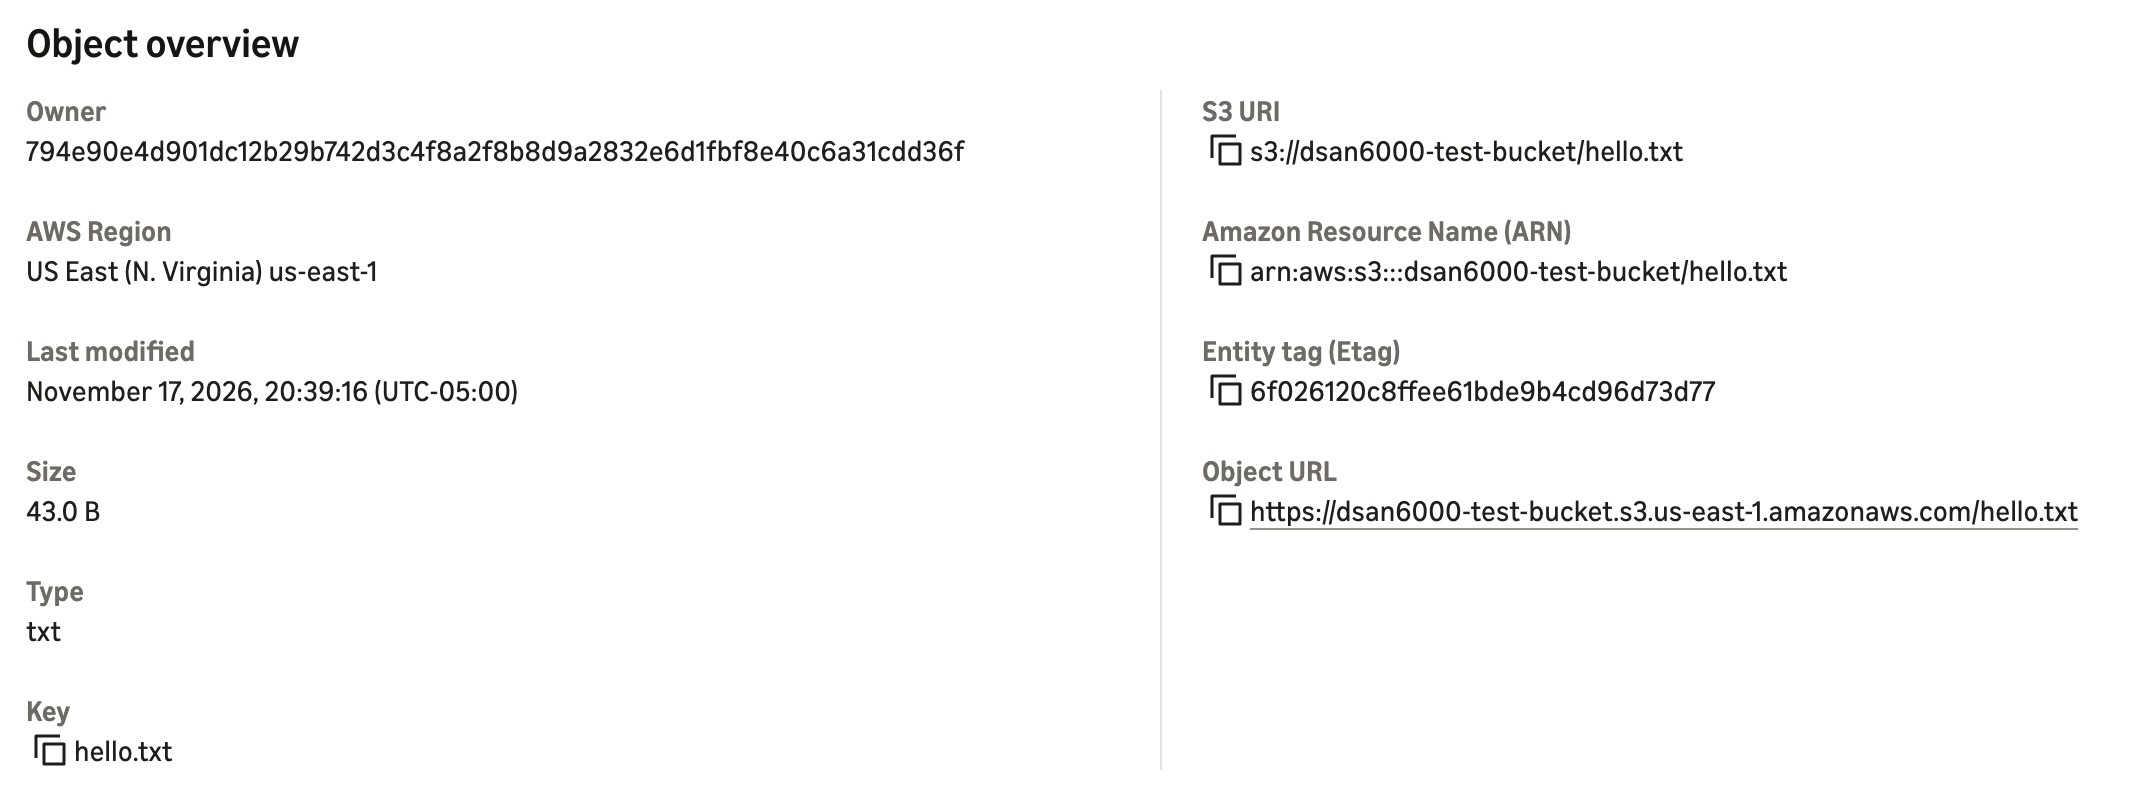 Object overview
Owner
794e90e4d901dc12b29b742d3c4f8a2f8b8d9a2832e6d1fbf8e40c6a31cdd36f
AWS Region
US East (N. Virginia) us-east-1
Last modified
November 17, 2026, 20:39:16 (UTC-05:00)
Size
43.0 B
Type
txt
Key
hello.txt
S3 URI
s3://dsan6000-test-bucket/hello.txt
Amazon Resource Name (ARN)
arn:aws:s3:::dsan6000-test-bucket/hello.txt
Entity tag (Etag)
6f026120c8ffee61bde9b4cd96d73d77
Object URL
https://dsan6000-test-bucket.s3.us-east-1.amazonaws.com/hello.txt